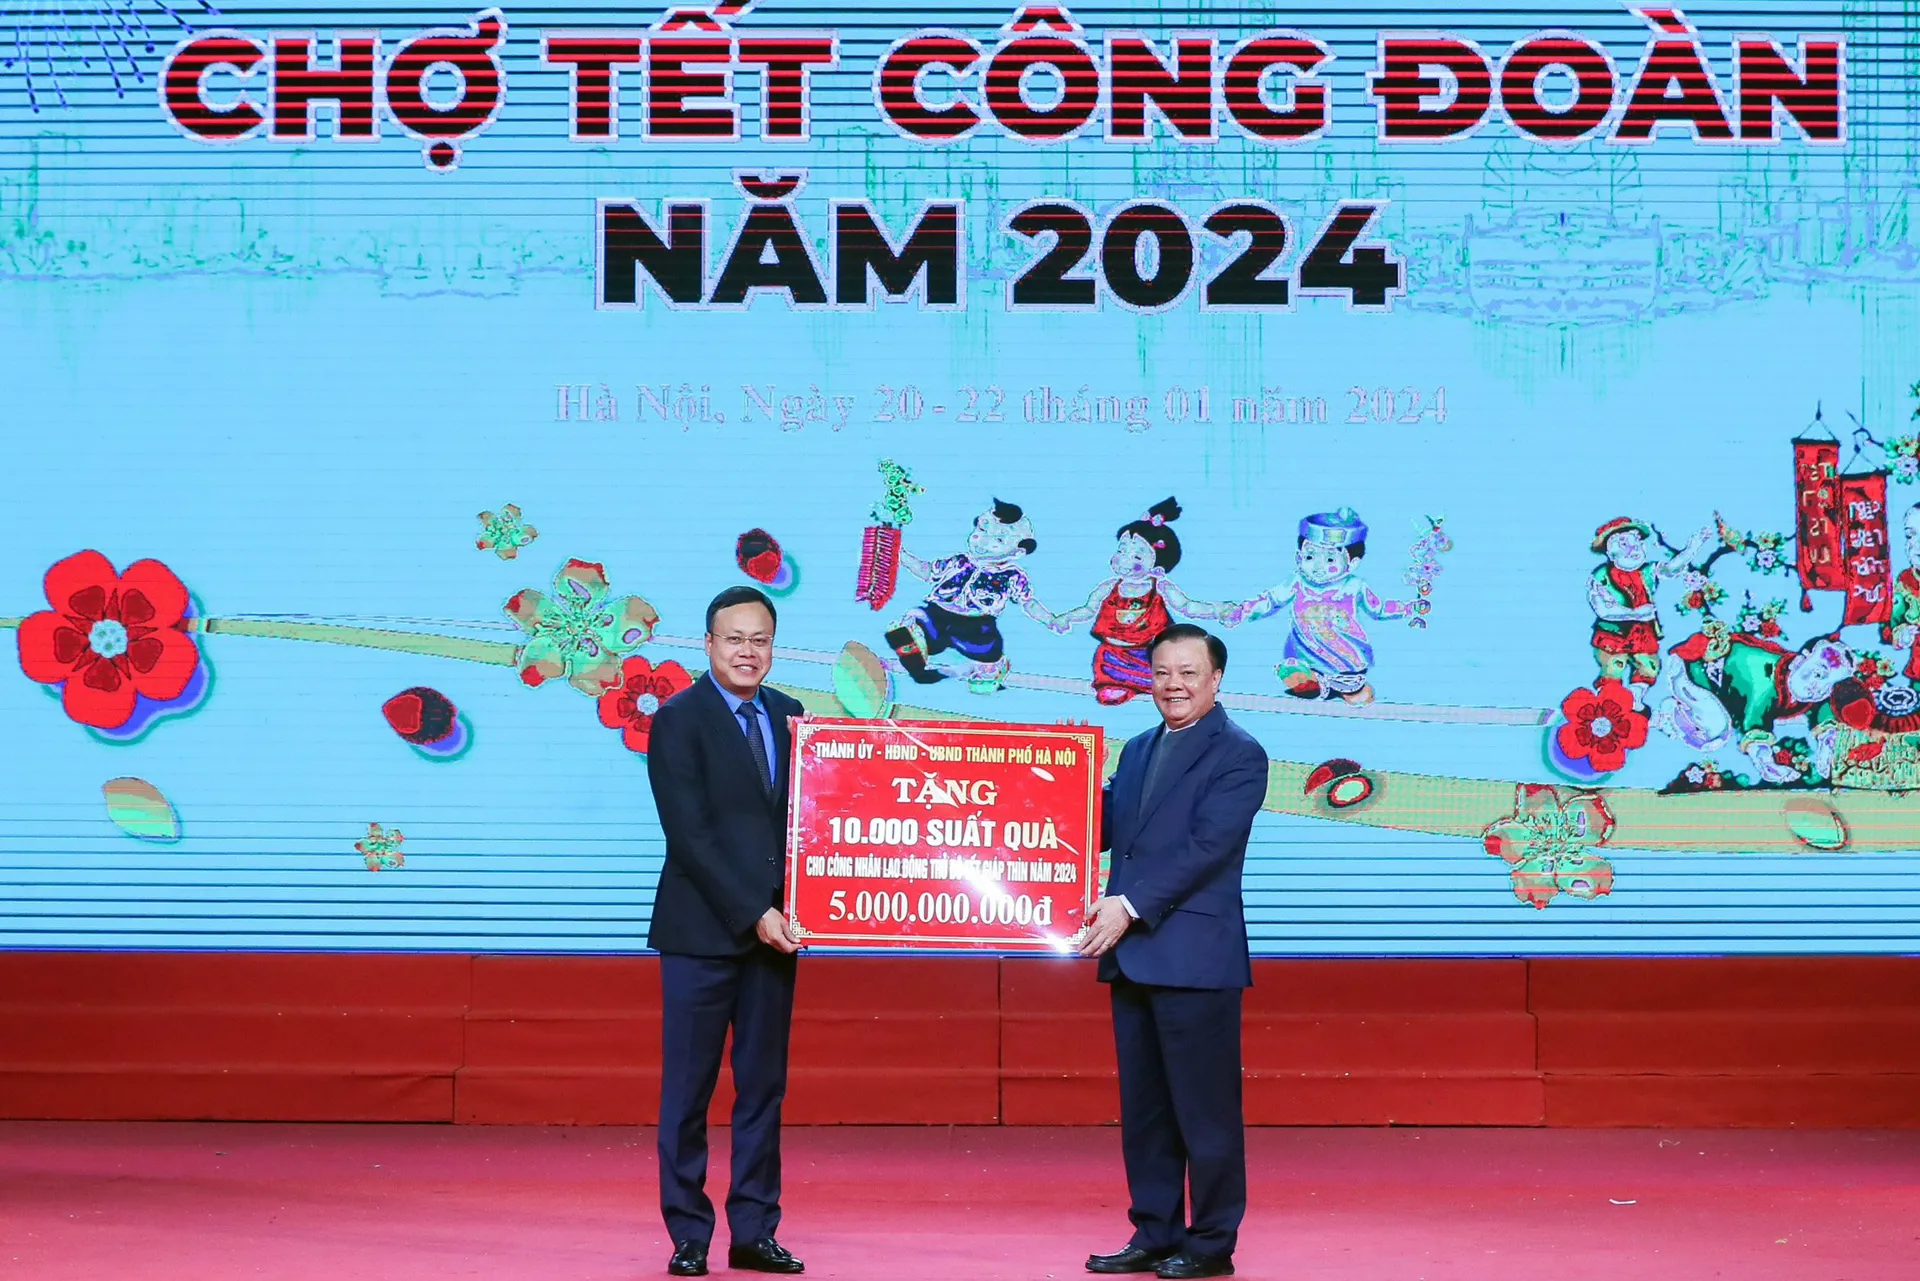 CHỢ TẾT CÔNG ĐOÀN
NĂM 2024
Hà Nội, Ngày 20 - 22 tháng 01 năm 2024
THÀNH ỦY - HĐND - UBND THÀNH PHỐ HÀ NỘI
TẶNG
10.000 SUẤT QUÀ
CHO CÔNG NHÂN LAO ĐỘNG THỦ ĐÔ TẾT GIÁP THÌN NĂM 2024
5.000.000.000đ